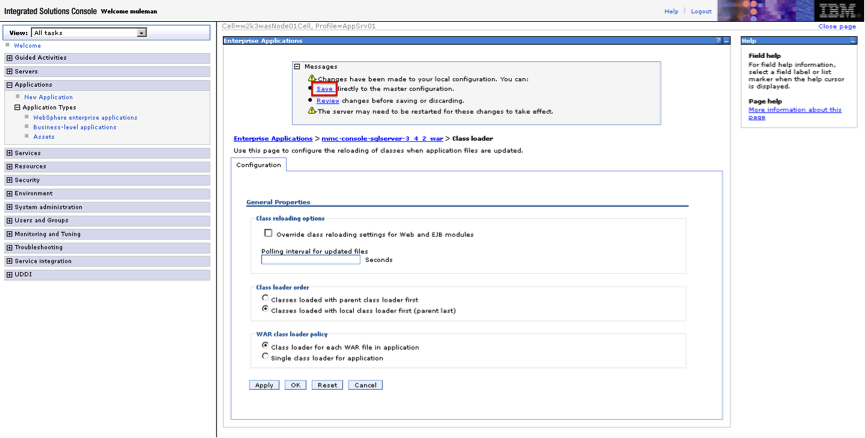 Integrated Solutions Console Welcome muleman
Help | Logout
IBM.
View: All tasks
Welcome
Guided Activities
Servers
Applications
New Application
Application Types
WebSphere enterprise applications
Business-level applications
Assets
Services
Resources
Security
Environment
System administration
Users and Groups
Monitoring and Tuning
Troubleshooting
Service integration
UDDI
Cell=w2k3wasNode01Cell, Profile=AppSrv01
Close page
Enterprise Applications
? –
Messages
Changes have been made to your local configuration. You can:
Save directly to the master configuration.
Review changes before saving or discarding.
The server may need to be restarted for these changes to take effect.
Enterprise Applications > mmc-console-sqlserver-3_4_2_war > Class loader
Use this page to configure the reloading of classes when application files are updated.
Configuration
General Properties
Class reloading options
Override class reloading settings for Web and EJB modules
Polling interval for updated files
Seconds
Class loader order
Classes loaded with parent class loader first
Classes loaded with local class loader first (parent last)
WAR class loader policy
Class loader for each WAR file in application
Single class loader for application
Apply OK Reset Cancel
Help
–
Field help
For field help information,
select a field label or list
marker when the help cursor
is displayed.
Page help
More information about this
page